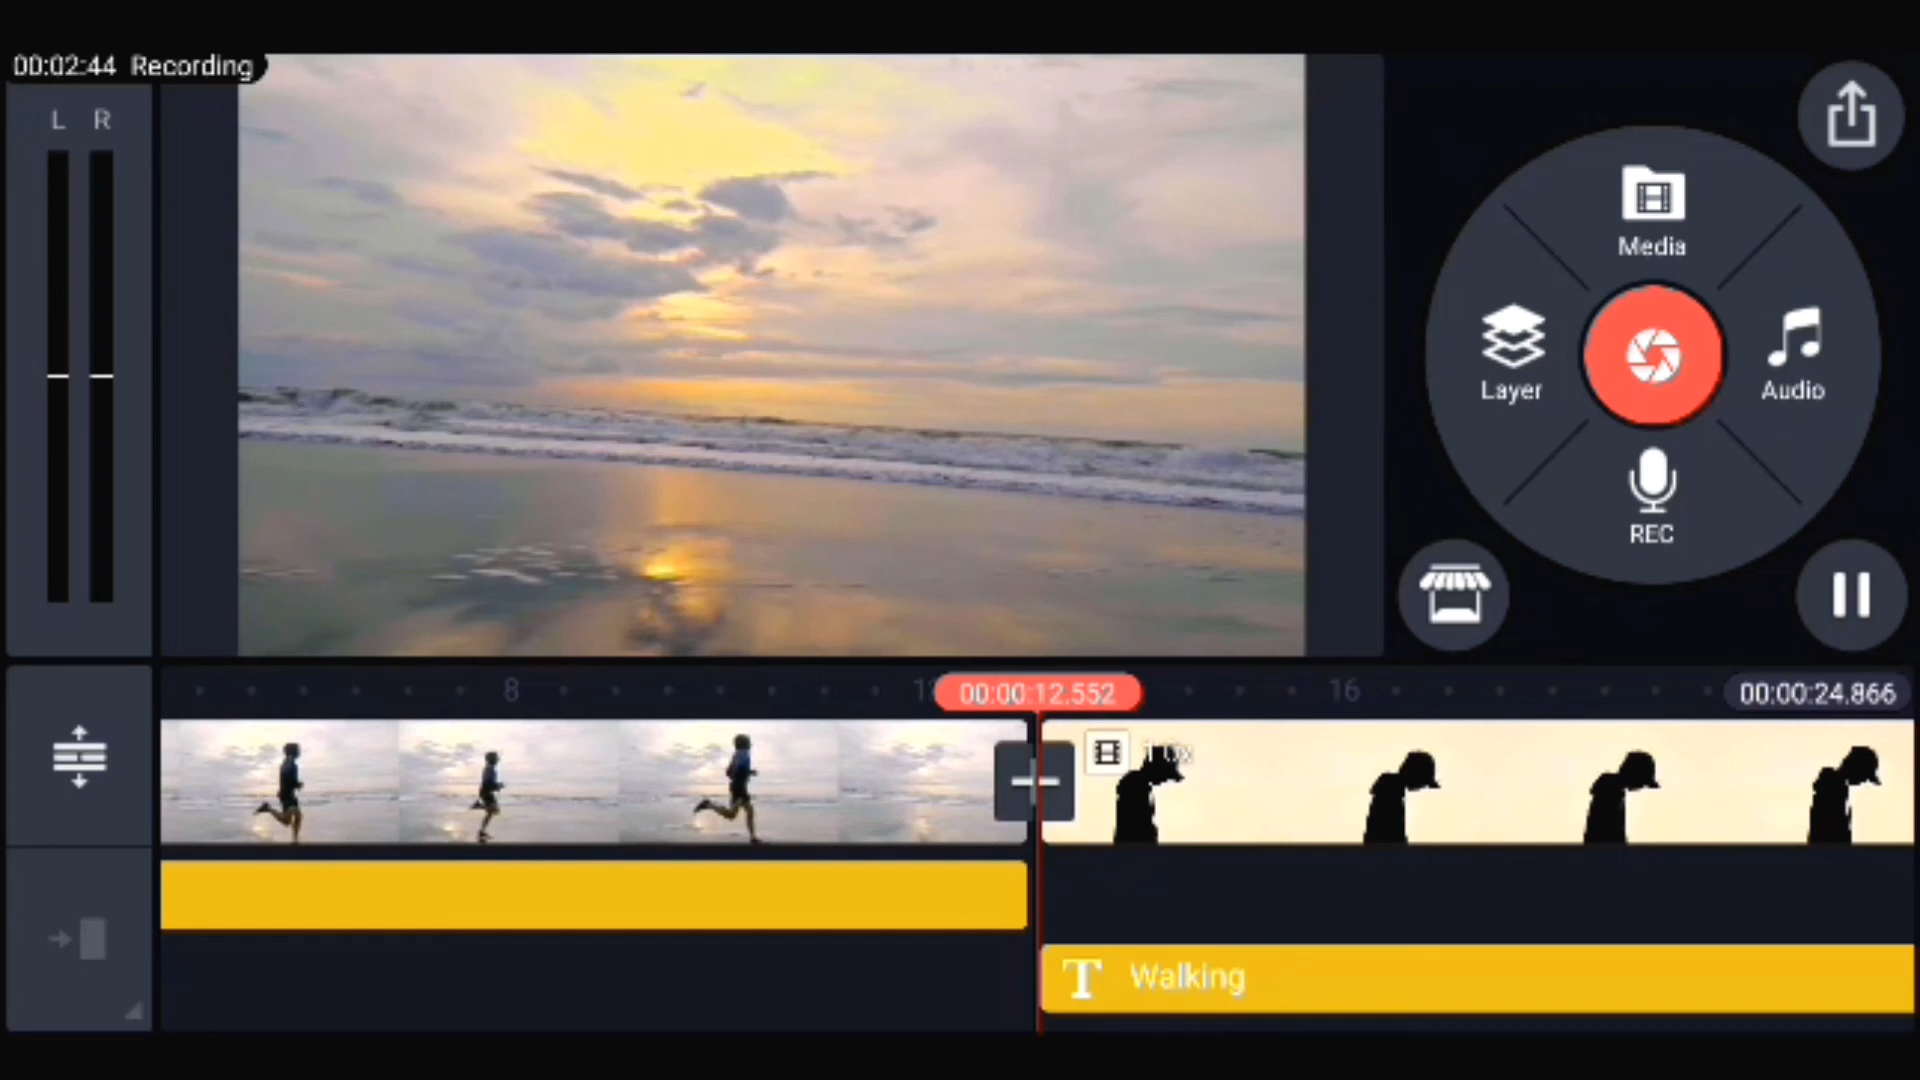 00:02:44 Recording
L R
Media
Layer
Audio
REC
8
00:00:12.552
16
00:00:24.866
Walking